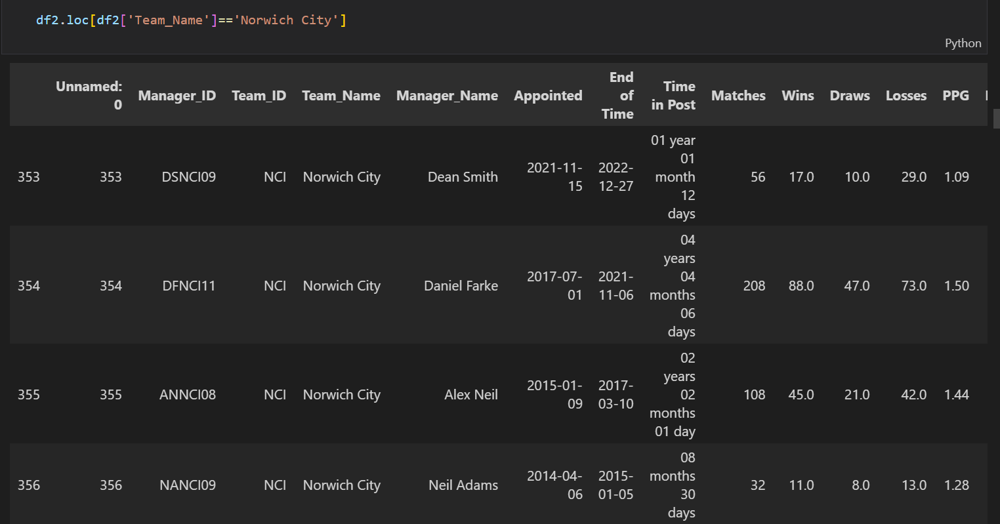 df2.loc[df2['Team_Name']=='Norwich City']
Python
Unnamed: 0 Manager_ID Team_ID Team_Name Manager_Name Appointed End of Time Time in Post Matches Wins Draws Losses PPG
353 353 DSNCI09 NCI Norwich City Dean Smith 2021-11-15 2022-12-27 01 year 01 month 12 days 56 17.0 10.0 29.0 1.09
354 354 DFNCI11 NCI Norwich City Daniel Farke 2017-07-01 2021-11-06 04 years 04 months 06 days 208 88.0 47.0 73.0 1.50
355 355 ANNCI08 NCI Norwich City Alex Neil 2015-01-09 2017-03-10 02 years 02 months 01 day 108 45.0 21.0 42.0 1.44
356 356 NANCI09 NCI Norwich City Neil Adams 2014-04-06 2015-01-05 08 months 30 days 32 11.0 8.0 13.0 1.28